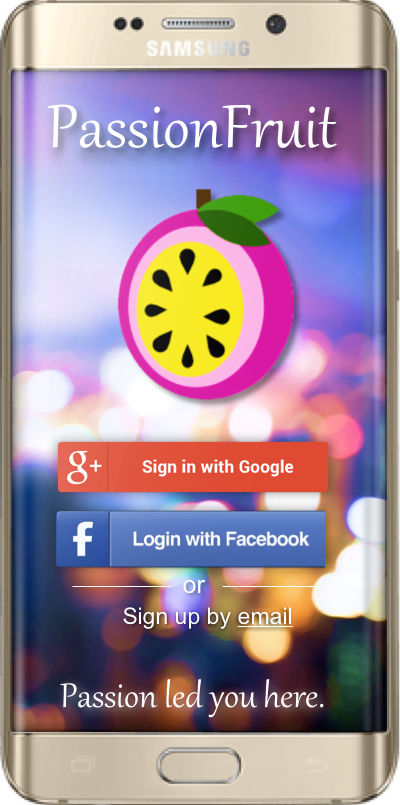 SAMSUNG
PassionFruit
g+ Sign in with Google
f Login with Facebook
or
Sign up by email
Passion led you here.